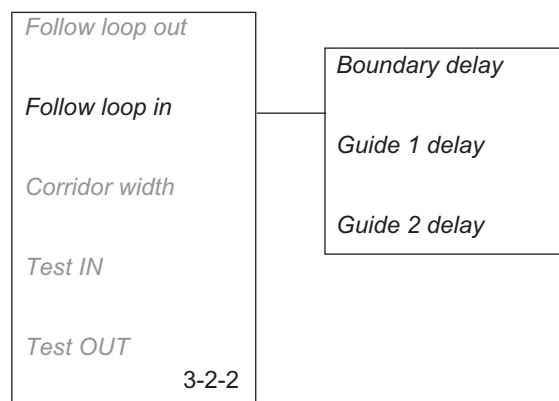 Follow loop out
Follow loop in
Corridor width
Test IN
Test OUT
3-2-2
Boundary delay
Guide 1 delay
Guide 2 delay